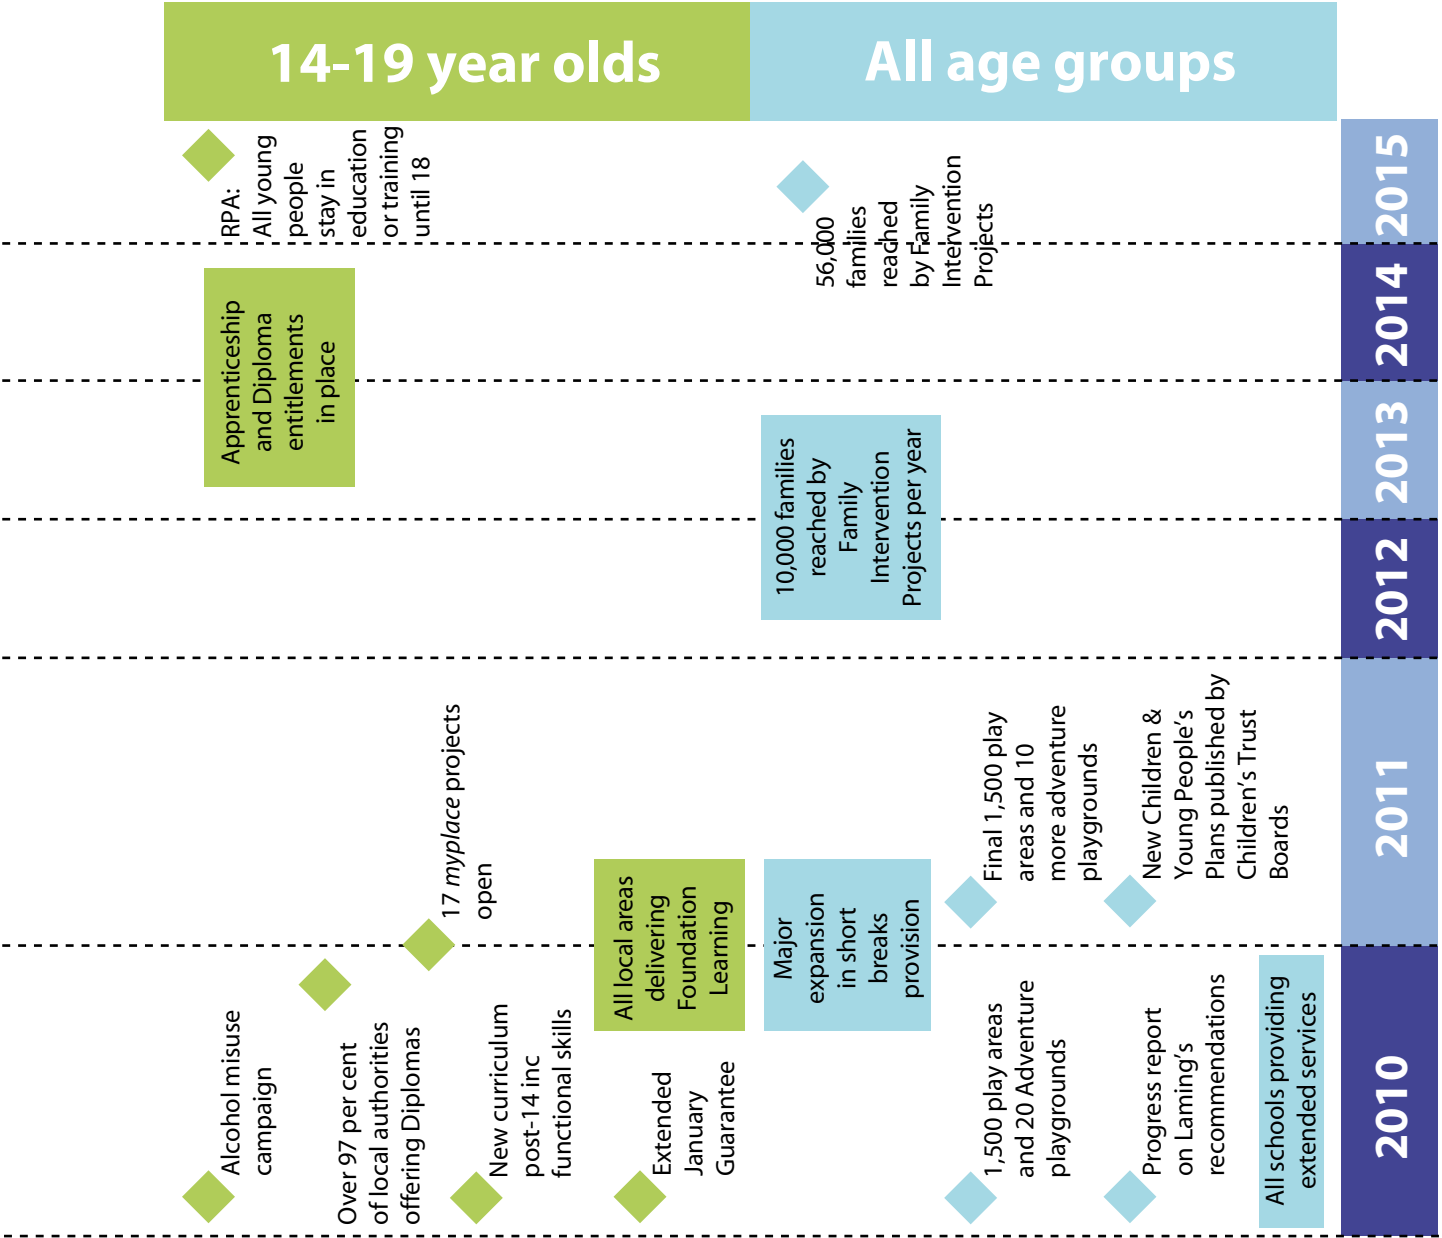 14-19 year olds
All age groups
RPA:
All young
people
stay in
education
or training
until 18
56,000
families
reached
by Family
Intervention
Projects
2015
Apprenticeship
and Diploma
entitlements
in place
2014
10,000 families
reached by
Family
Intervention
Projects per year
2013
2012
17 myplace projects
open
All local areas
delivering
Foundation
Learning
Major
expansion
in short
breaks
provision
Final 1,500 play
areas and 10
more adventure
playgrounds
New Children &
Young People’s
Plans published by
Children’s Trust
Boards
2011
Alcohol misuse
campaign
Over 97 per cent
of local authorities
offering Diplomas
New curriculum
post-14 inc
functional skills
Extended
January
Guarantee
1,500 play areas
and 20 Adventure
playgrounds
Progress report
on Laming’s
recommendations
All schools providing
extended services
2010